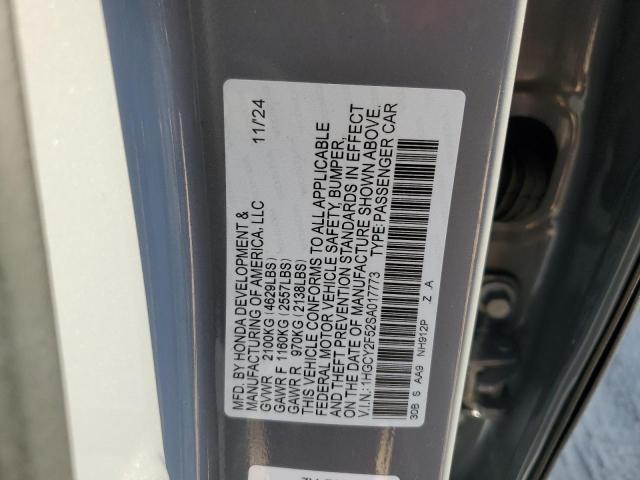 MFD. BY HONDA DEVELOPMENT &
MANUFACTURING OF AMERICA, LLC 11/'24
GVWR 2100KG (4629LBS)
GAWR F 1160KG (2557LBS)
GAWR R 970KG (2138LBS)
THIS VEHICLE CONFORMS TO ALL APPLICABLE
FEDERAL MOTOR VEHICLE SAFETY, BUMPER,
AND THEFT PREVENTION STANDARDS IN EFFECT
ON THE DATE OF MANUFACTURE SHOWN ABOVE.
V.I.N.:1HGCY2F52SA017773 TYPE:PASSENGER CAR
30B S AA9 NH912P Z A